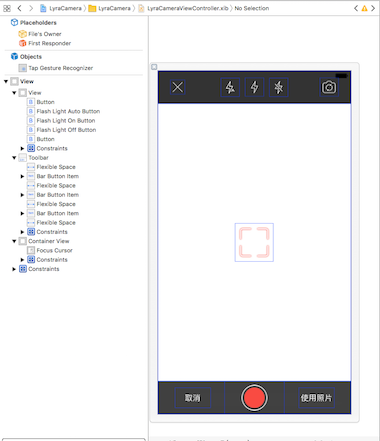 LyraCamera LyraCamera LyraCameraViewController.xib No Selection
Placeholders
File's Owner
First Responder
Objects
Tap Gesture Recognizer
View
View
B Button
B Flash Light Auto Button
B Flash Light On Button
B Flash Light Off Button
B Button
Constraints
Toolbar
Flexible Space
Bar Button Item
Flexible Space
Bar Button Item
Flexible Space
Bar Button Item
Flexible Space
Constraints
Container View
Focus Cursor
Constraints
Constraints
取消 使用照片